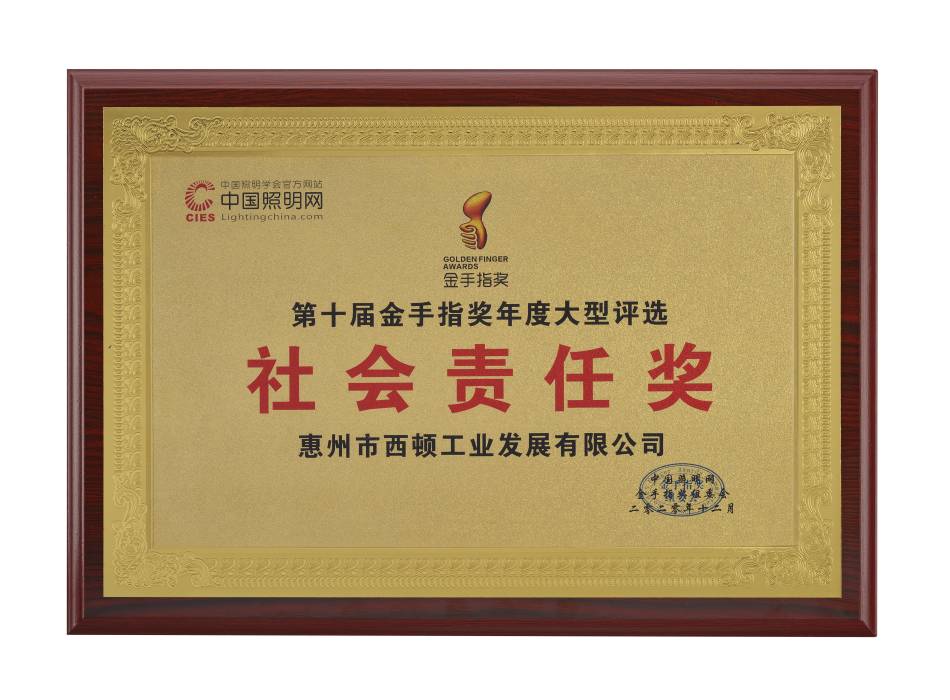 中国照明学会官方网站
中国照明网
CIES
Lightingchina.com
GOLDEN FINGER
AWARDS
金手指奖
第十届金手指奖年度大型评选
社会责任奖
惠州市西顿工业发展有限公司
中国照明网
金手指奖组委会
二零二零年十二月